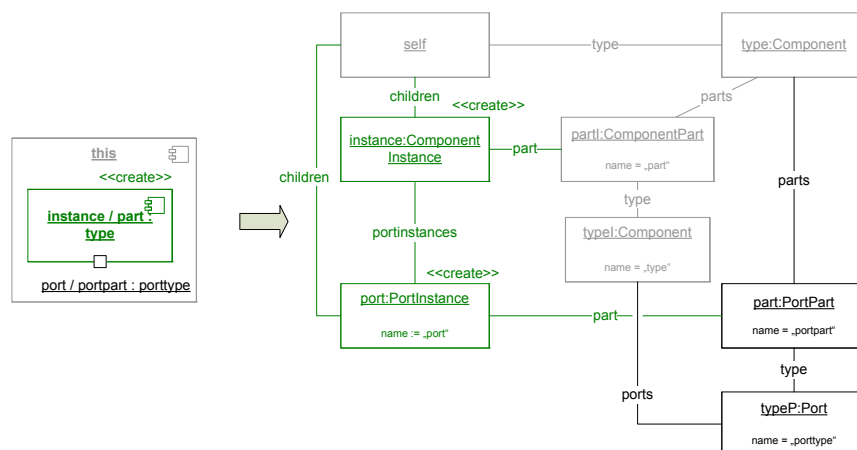 this
<<create>>
instance / part :
type
port / portpart : porttype
self
type
type:Component
children
<<create>>
parts
instance:Component
Instance
part
partI:ComponentPart
name = „part“
children
parts
type
portinstances
typeI:Component
name = „type“
<<create>>
port:PortInstance
name := „port“
part
part:PortPart
name = „portpart“
type
ports
typeP:Port
name = „porttype“